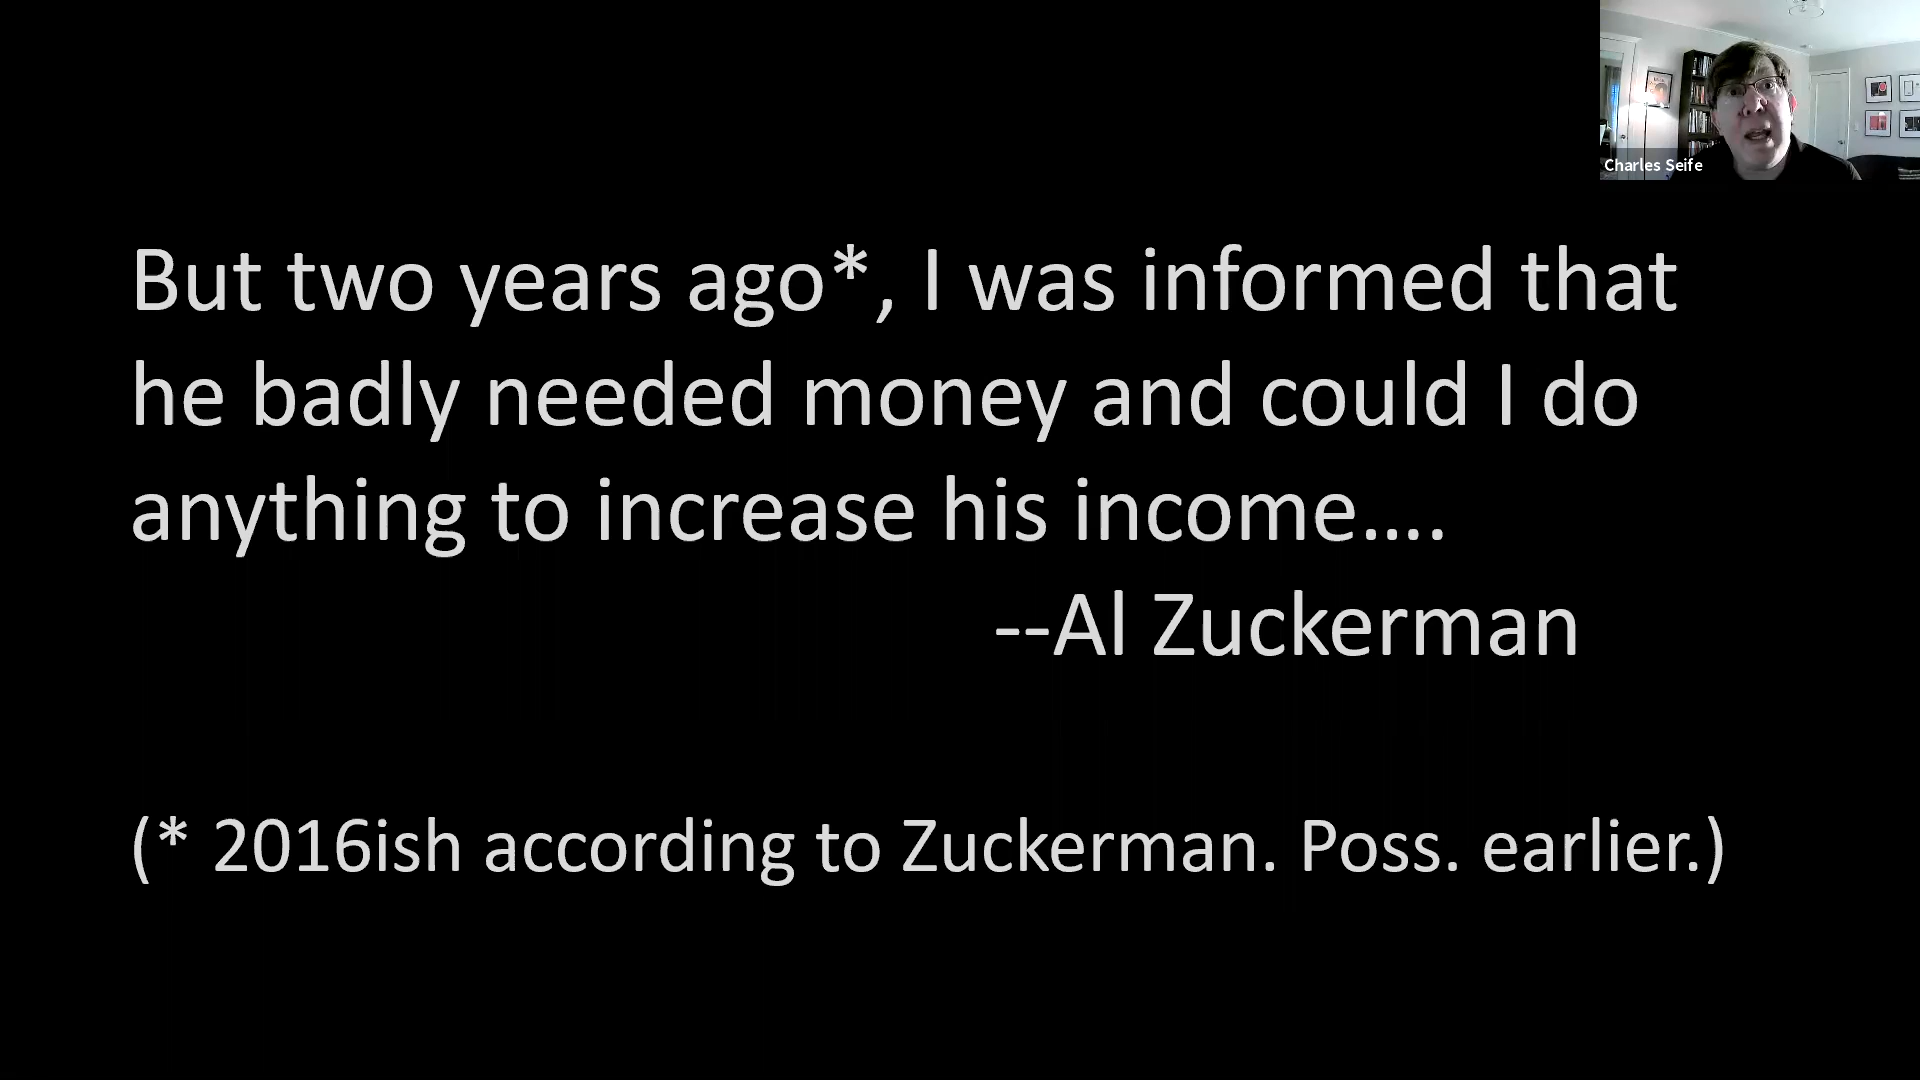 Charles Seife
But two years ago*, I was informed that
he badly needed money and could I do
anything to increase his income….
--Al Zuckerman
(* 2016ish according to Zuckerman. Poss. earlier.)